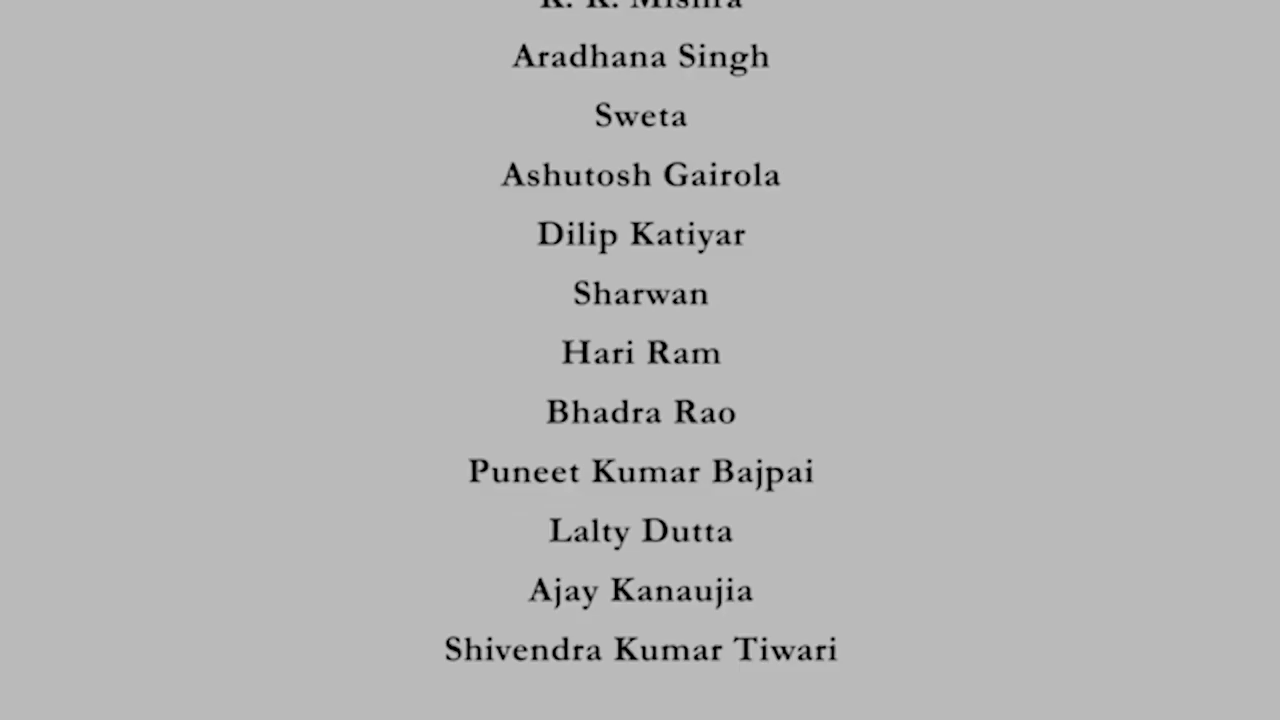 K. K. Mishra
Aradhana Singh
Sweta
Ashutosh Gairola
Dilip Katiyar
Sharwan
Hari Ram
Bhadra Rao
Puneet Kumar Bajpai
Lalty Dutta
Ajay Kanaujia
Shivendra Kumar Tiwari